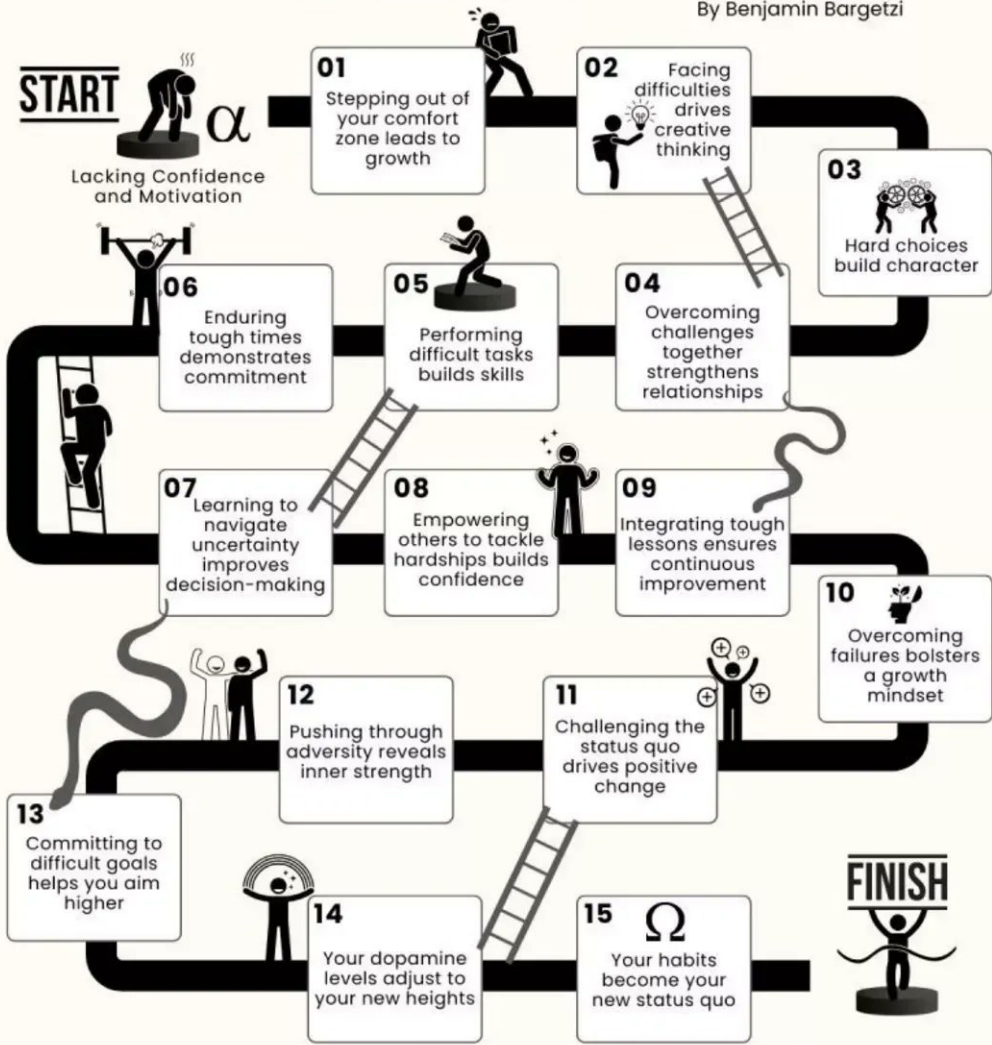 By Benjamin Bargetzi
START
α
Lacking Confidence
and Motivation
01
Stepping out of
your comfort
zone leads to
growth
02
Facing
difficulties
drives
creative
thinking
03
Hard choices
build character
04
Overcoming
challenges
together
strengthens
relationships
05
Performing
difficult tasks
builds skills
06
Enduring
tough times
demonstrates
commitment
07
Learning to
navigate
uncertainty
improves
decision-making
08
Empowering
others to tackle
hardships builds
confidence
09
Integrating tough
lessons ensures
continuous
improvement
10
Overcoming
failures bolsters
a growth
mindset
11
Challenging the
status quo
drives positive
change
12
Pushing through
adversity reveals
inner strength
13
Committing to
difficult goals
helps you aim
higher
14
Your dopamine
levels adjust to
your new heights
15
Ω
Your habits
become your
new status quo
FINISH